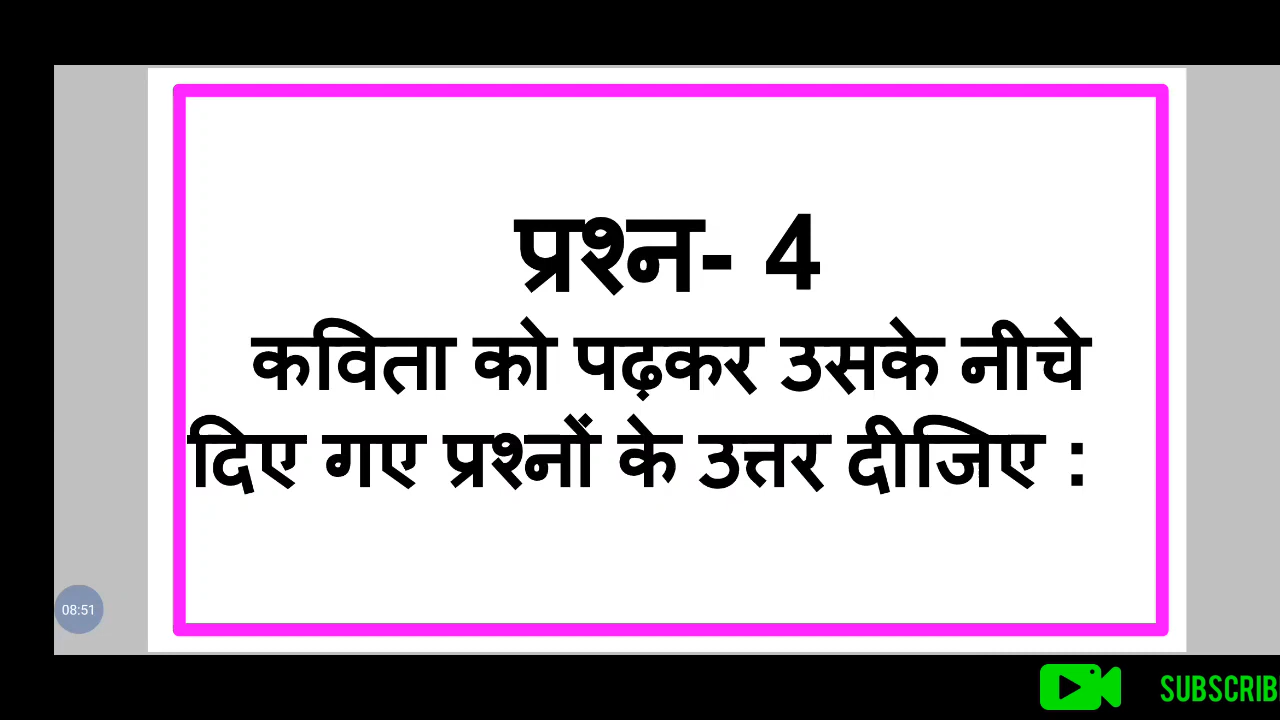 प्रश्न- 4
कविता को पढ़कर उसके नीचे
दिए गए प्रश्नों के उत्तर दीजिए :
08:51
SUBSCRIB